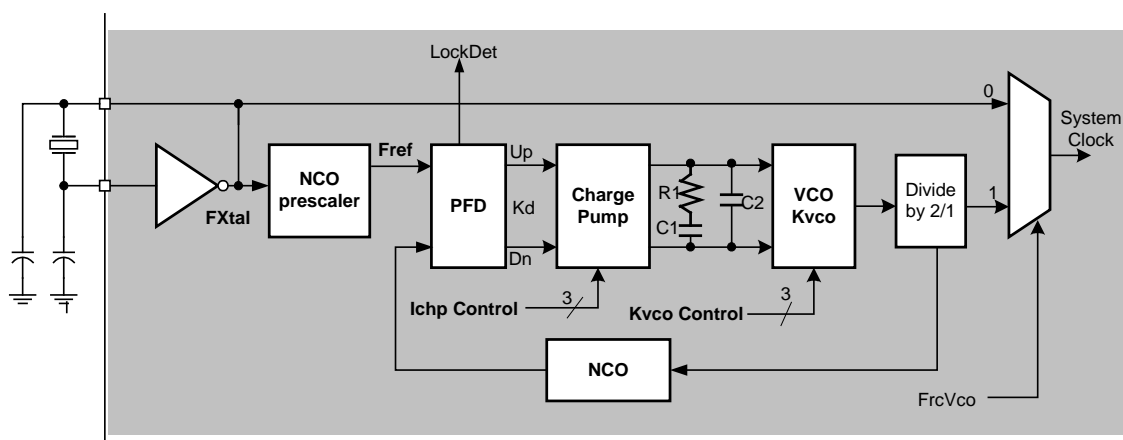 LockDet
0
System
Clock
Fref
Up
NCO
prescaler
FXtal
PFD
Kd
Dn
Charge
Pump
R1
C1
C2
VCO
Kvco
Divide
by 2/1
1
Ichp Control
3
Kvco Control
3
NCO
FrcVco